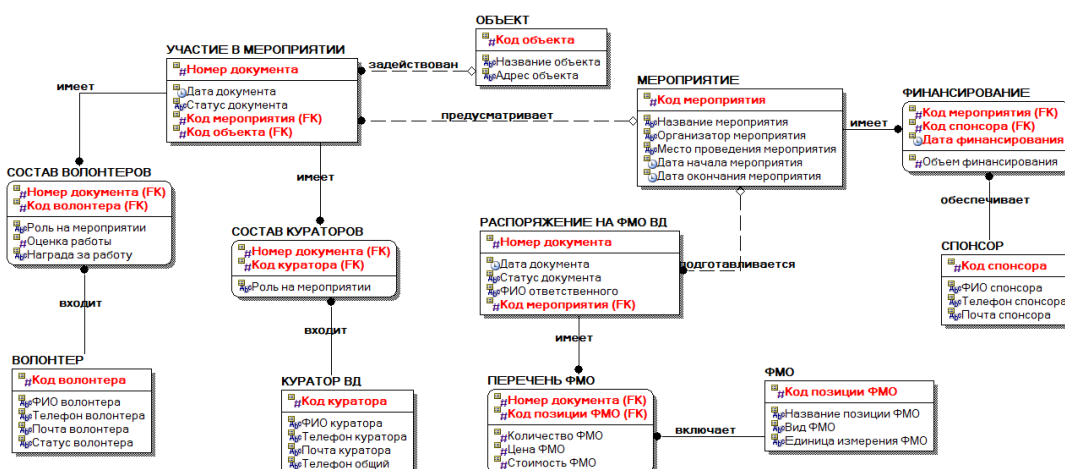 ОБЪЕКТ
#Код объекта
Название объекта
Адрес объекта
УЧАСТИЕ В МЕРОПРИЯТИИ
#Номер документа
Дата документа
Статус документа
#Код мероприятия (FK)
#Код объекта (FK)
задействован
предусматривает
имеет
имеет
МЕРОПРИЯТИЕ
#Код мероприятия
Название мероприятия
Организатор мероприятия
Место проведения мероприятия
Дата начала мероприятия
Дата окончания мероприятия
имеет
ФИНАНСИРОВАНИЕ
#Код мероприятия (FK)
#Код спонсора (FK)
Дата финансирования
#Объем финансирования
обеспечивает
СПОНСОР
#Код спонсора
ФИО спонсора
Телефон спонсора
Почта спонсора
СОСТАВ ВОЛОНТЕРОВ
#Номер документа (FK)
#Код волонтера (FK)
Роль на мероприятии
#Оценка работы
Награда за работу
входит
СОСТАВ КУРАТОРОВ
#Номер документа (FK)
#Код куратора (FK)
Роль на мероприятии
входит
РАСПОРЯЖЕНИЕ НА ФМО ВД
#Номер документа
Дата документа
Статус документа
ФИО ответственного
#Код мероприятия (FK)
подготавливается
имеет
ВОЛОНТЕР
#Код волонтера
ФИО волонтера
Телефон волонтера
Почта волонтера
Статус волонтера
КУРАТОР ВД
#Код куратора
ФИО куратора
Телефон куратора
Почта куратора
Телефон общий
ПЕРЕЧЕНЬ ФМО
#Номер документа (FK)
#Код позиции ФМО (FK)
#Количество ФМО
#Цена ФМО
#Стоимость ФМО
включает
ФМО
#Код позиции ФМО
Название позиции ФМО
Вид ФМО
Единица измерения ФМО